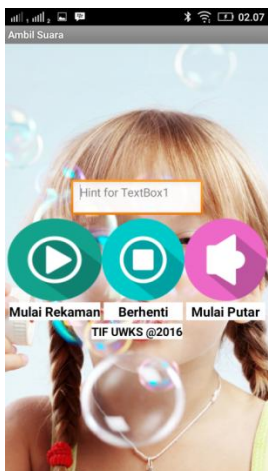 02.07
Ambil Suara
Hint for TextBox1
Mulai Rekaman Berhenti Mulai Putar
TIF UWKS @2016